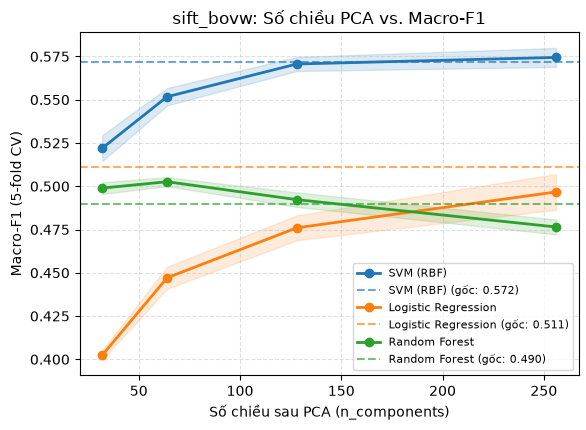 sift_bovw: Số chiều PCA vs. Macro-F1
Macro-F1 (5-fold CV)
0.575
0.550
0.525
0.500
0.475
0.450
0.425
0.400
SVM (RBF)
SVM (RBF) (gốc: 0.572)
Logistic Regression
Logistic Regression (gốc: 0.511)
Random Forest
Random Forest (gốc: 0.490)
50 100 150 200 250
Số chiều sau PCA (n_components)